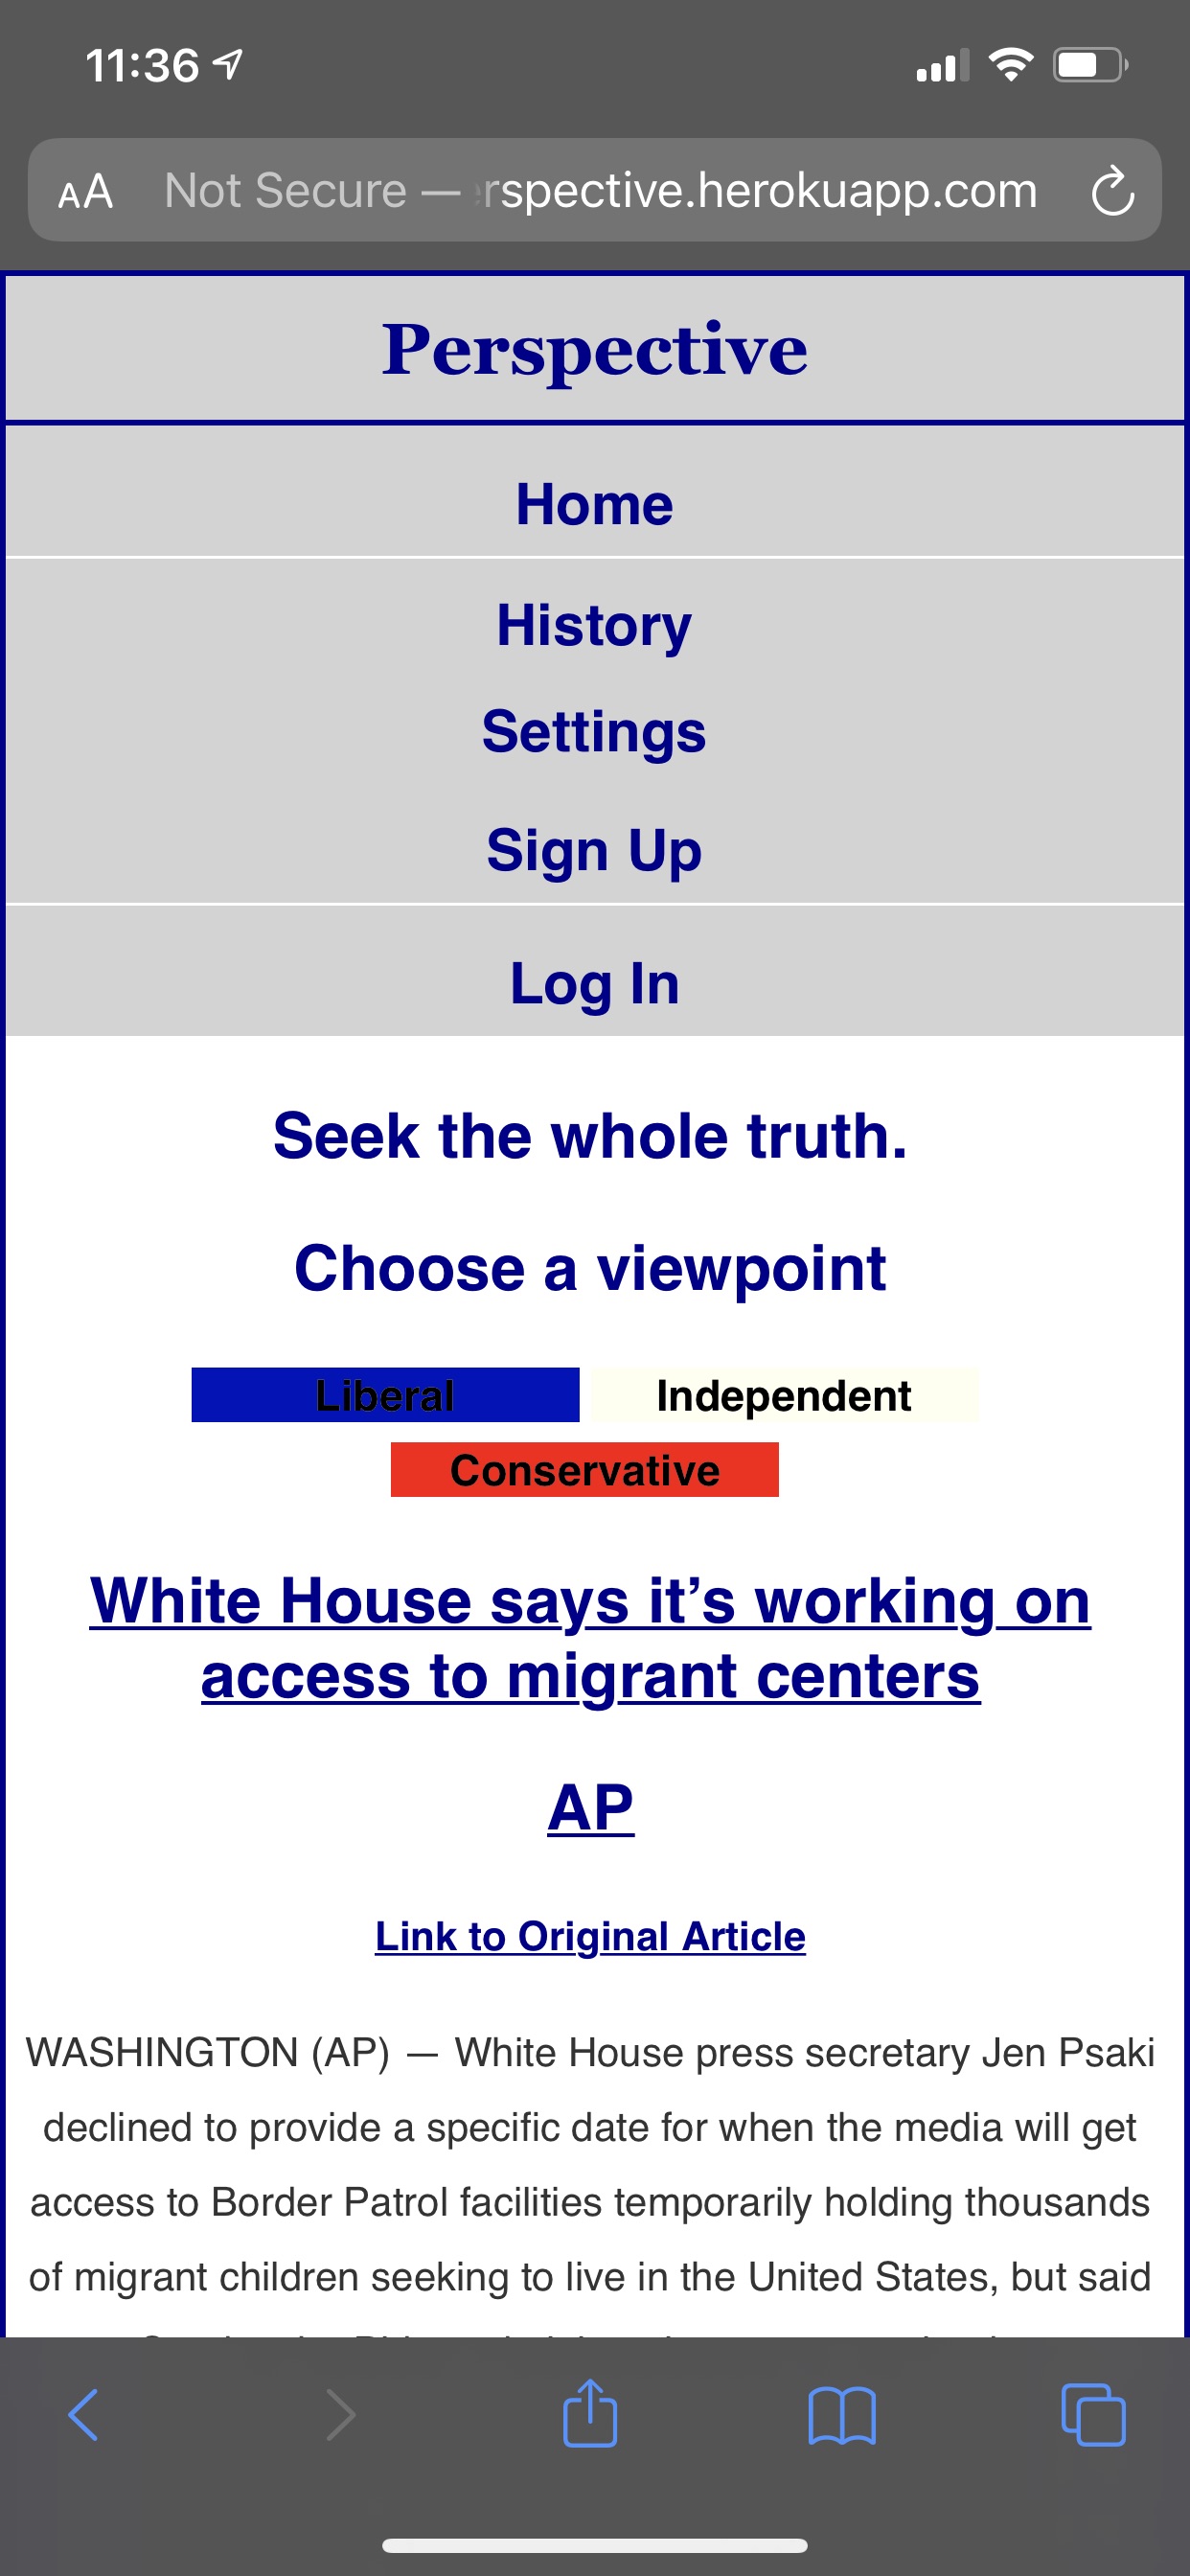 11:36
AA Not Secure — rspective.herokuapp.com
Perspective
Home
History
Settings
Sign Up
Log In
Seek the whole truth.
Choose a viewpoint
Liberal Independent
Conservative
White House says it’s working on
access to migrant centers
AP
Link to Original Article
WASHINGTON (AP) — White House press secretary Jen Psaki
declined to provide a specific date for when the media will get
access to Border Patrol facilities temporarily holding thousands
of migrant children seeking to live in the United States, but said